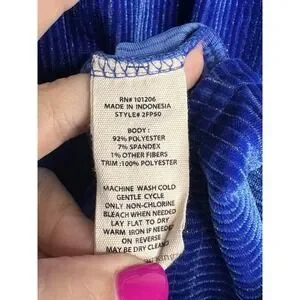 RN# 101206
MADE IN INDONESIA
STYLE# 2FP50
BODY :
92% POLYESTER
7% SPANDEX
1% OTHER FIBERS
TRIM :100% POLYESTER
MACHINE WASH COLD
GENTLE CYCLE
ONLY NON-CHLORINE
BLEACH WHEN NEEDED
LAY FLAT TO DRY
WARM IRON IF NEEDED
ON REVERSE
MAY BE DRY CLEANED